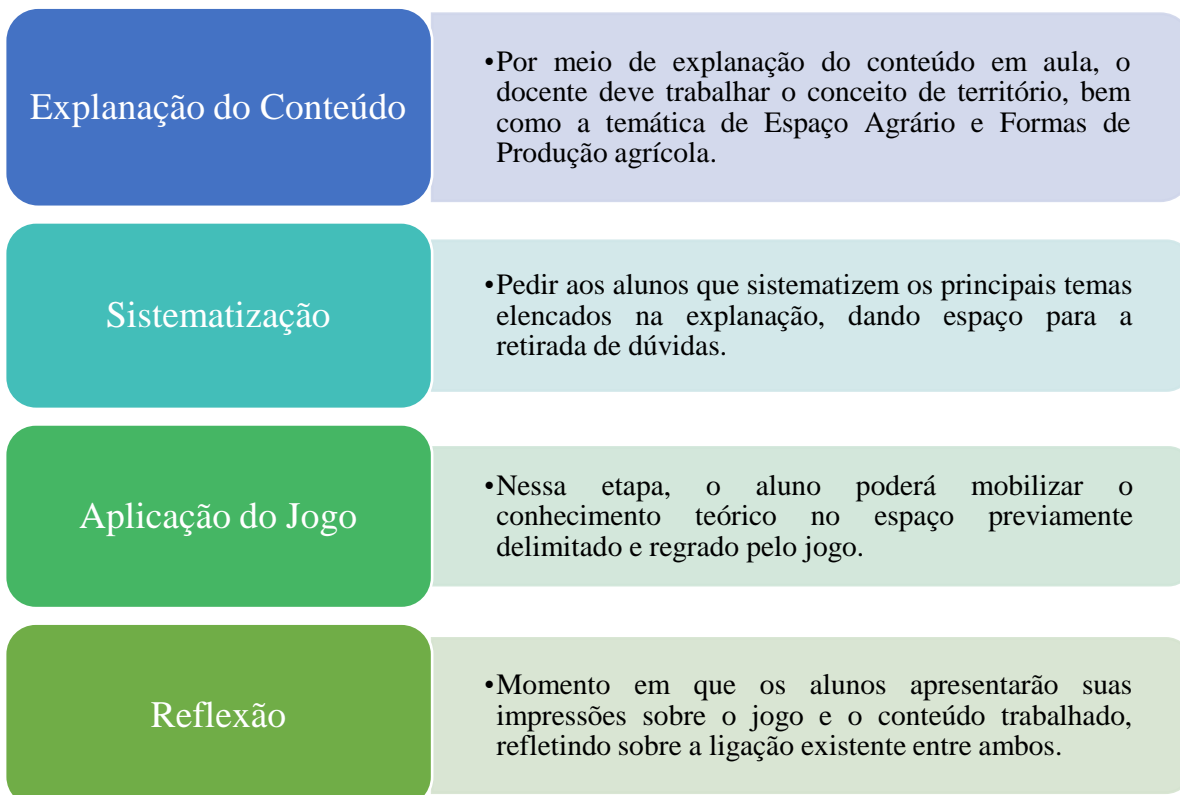 Explanação do Conteúdo
•Por meio de explanação do conteúdo em aula, o
docente deve trabalhar o conceito de território, bem
como a temática de Espaço Agrário e Formas de
Produção agrícola.
Sistematização
•Pedir aos alunos que sistematizem os principais temas
elencados na explanação, dando espaço para a
retirada de dúvidas.
Aplicação do Jogo
•Nessa etapa, o aluno poderá mobilizar o
conhecimento teórico no espaço previamente
delimitado e regrado pelo jogo.
Reflexão
•Momento em que os alunos apresentarão suas
impressões sobre o jogo e o conteúdo trabalhado,
refletindo sobre a ligação existente entre ambos.